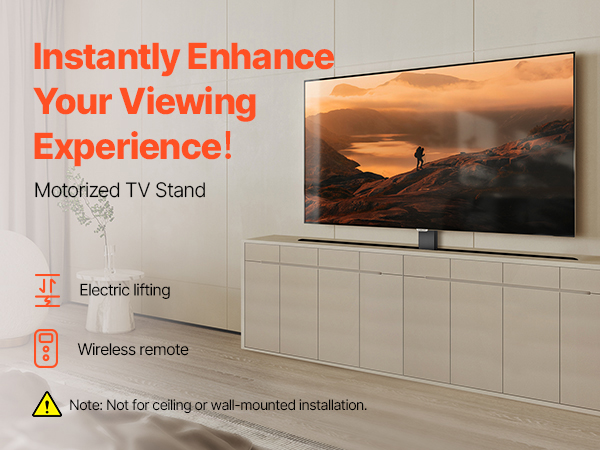 Instantly Enhance
Your Viewing
Experience!
Motorized TV Stand
Electric lifting
Wireless remote
Note: Not for ceiling or wall-mounted installation.